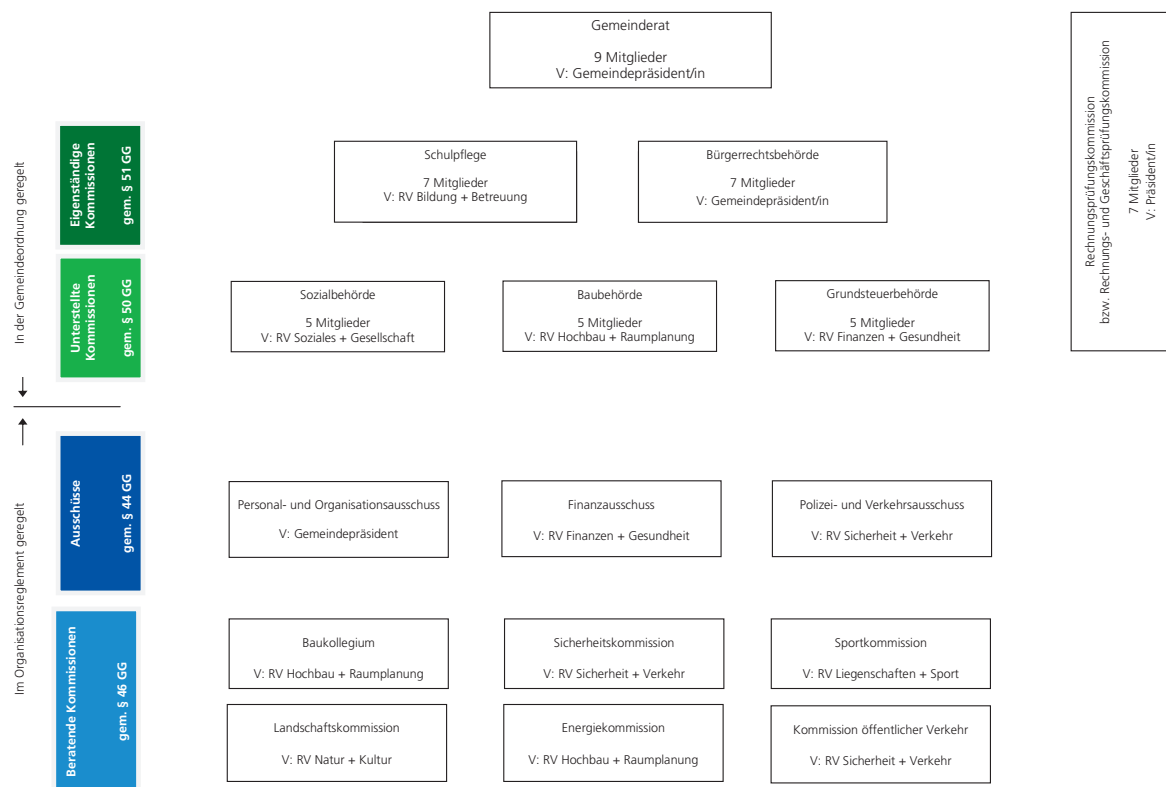 Gemeinderat
9 Mitglieder
V: Gemeindepräsident/in
Rechnungsprüfungskommission
bzw. Rechnungs- und Geschäftsprüfungskommission
7 Mitglieder
V: Präsident/in
In der Gemeindeordnung geregelt
Eigenständige
Kommissionen
gem. § 51 GG
Schulpflege
7 Mitglieder
V: RV Bildung + Betreuung
Bürgerrechtsbehörde
7 Mitglieder
V: Gemeindepräsident/in
Unterstellte
Kommissionen
gem. § 50 GG
Sozialbehörde
5 Mitglieder
V: RV Soziales + Gesellschaft
Baubehörde
5 Mitglieder
V: RV Hochbau + Raumplanung
Grundsteuerbehörde
5 Mitglieder
V: RV Finanzen + Gesundheit
Im Organisationsreglement geregelt
Ausschüsse
gem. § 44 GG
Personal- und Organisationsausschuss
V: Gemeindepräsident
Finanzausschuss
V: RV Finanzen + Gesundheit
Polizei- und Verkehrsausschuss
V: RV Sicherheit + Verkehr
Beratende Kommissionen
gem. § 46 GG
Baukollegium
V: RV Hochbau + Raumplanung
Sicherheitskommission
V: RV Sicherheit + Verkehr
Sportkommission
V: RV Liegenschaften + Sport
Landschaftskommission
V: RV Natur + Kultur
Energiekommission
V: RV Hochbau + Raumplanung
Kommission öffentlicher Verkehr
V: RV Sicherheit + Verkehr